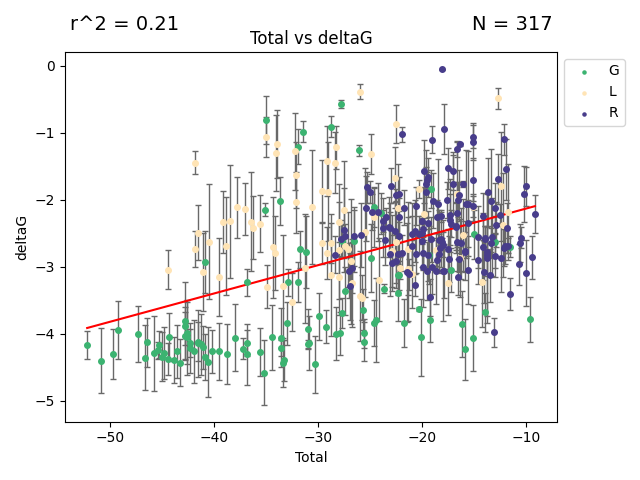 r^2 = 0.21 N = 317
Total vs deltaG
0
−1
−2
−3
−4
−5
deltaG
−50 −40 −30 −20 −10
Total
G
L
R